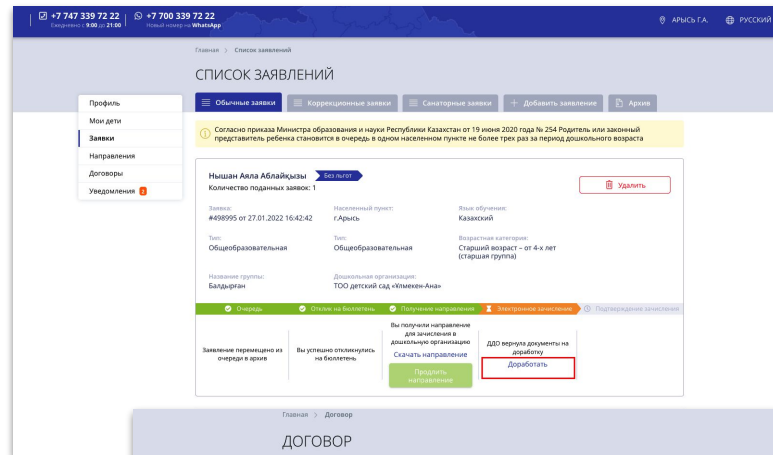 +7 747 339 72 22
Ежедневно с 9:00 до 21:00
+7 700 339 72 22
Новый номер на WhatsApp
АРЫСЬ Г.А.
РУССКИЙ
Главная > Список заявлений
СПИСОК ЗАЯВЛЕНИЙ
Профиль
Мои дети
Заявки
Направления
Договоры
Уведомления 2
Обычные заявки
Коррекционные заявки
Санаторные заявки
Добавить заявление
Архив
Согласно приказа Министра образования и науки Республики Казахстан от 19 июня 2020 года № 254 Родитель или законный
представитель ребенка становится в очередь в одном населенном пункте не более трех раз за период дошкольного возраста
Нышан Аяла Абайқызы
Без льгот
Количество поданных заявок: 1
Удалить
Заявка:
#498995 от 27.01.2022 16:42:42
Населенный пункт:
г.Арысь
Язык обучения:
Казахский
Тип:
Общеобразовательная
Тип:
Общеобразовательная
Возрастная категория:
Старший возраст – от 4-х лет
(старшая группа)
Название группы:
Балдырған
Дошкольная организация:
ТОО детский сад «Ұлмекен-Ана»
Очередь
Отклик на бюллетень
Получение направления
Электронное зачисление
Подтверждение зачисления
Заявление перемещено из
очереди в архив
Вы успешно откликнулись
на бюллетень
Вы получили направление
для зачисления в
дошкольную организацию
Скачать направление
Продлить
направление
ДДО вернула документы на
доработку
Доработать
Главная > Договор
ДОГОВОР